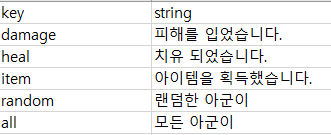 key string
damage 피해를 입었습니다.
heal 치유 되었습니다.
item 아이템을 획득했습니다.
random 랜덤한 아군이
all 모든 아군이